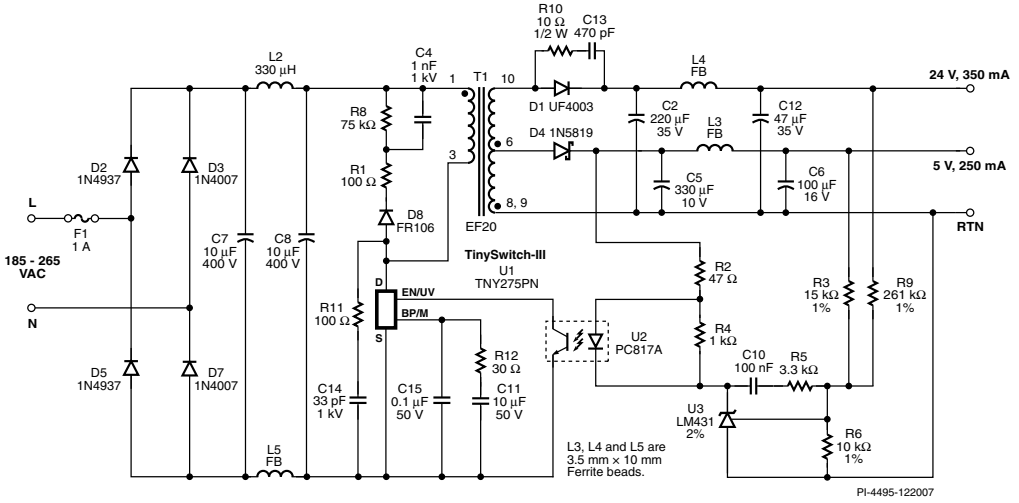 R10
10 Ω
1/2 W
C13
470 pF
L2
330 µH
C4
1 nF
1 kV
1
T1
10
D1 UF4003
L4
FB
24 V, 350 mA
R8
75 kΩ
C2
220 µF
35 V
C12
47 µF
35 V
D4 1N5819
L3
FB
6
3
5 V, 250 mA
D2
1N4937
D3
1N4007
R1
100 Ω
C5
330 µF
10 V
C6
100 µF
16 V
L
F1
1 A
D8
FR106
8, 9
EF20
RTN
C7
10 µF
400 V
C8
10 µF
400 V
185 - 265
VAC
TinySwitch-III
U1
TNY275PN
N
D
S
EN/UV
BP/M
R11
100 Ω
R2
47 Ω
R3
15 kΩ
1%
R9
261 kΩ
1%
U2
PC817A
R4
1 kΩ
D5
1N4937
D7
1N4007
R12
30 Ω
C10
100 nF
R5
3.3 kΩ
C14
33 pF
1 kV
C15
0.1 µF
50 V
C11
10 µF
50 V
U3
LM431
2%
R6
10 kΩ
1%
L5
FB
L3, L4 and L5 are
3.5 mm × 10 mm
Ferrite beads.
PI-4495-122007